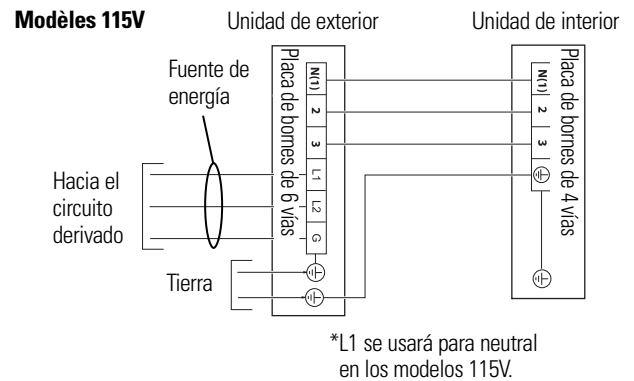 Modèles 115V
Unidad de exterior
Unidad de interior
Fuente de
energía
Placa de bornes de 6 vías
N(1)
2
3
L1
L2
G
Placa de bornes de 4 vías
N(1)
2
3
Hacia el
circuito
derivado
Tierra
*L1 se usará para neutral
en los modelos 115V.